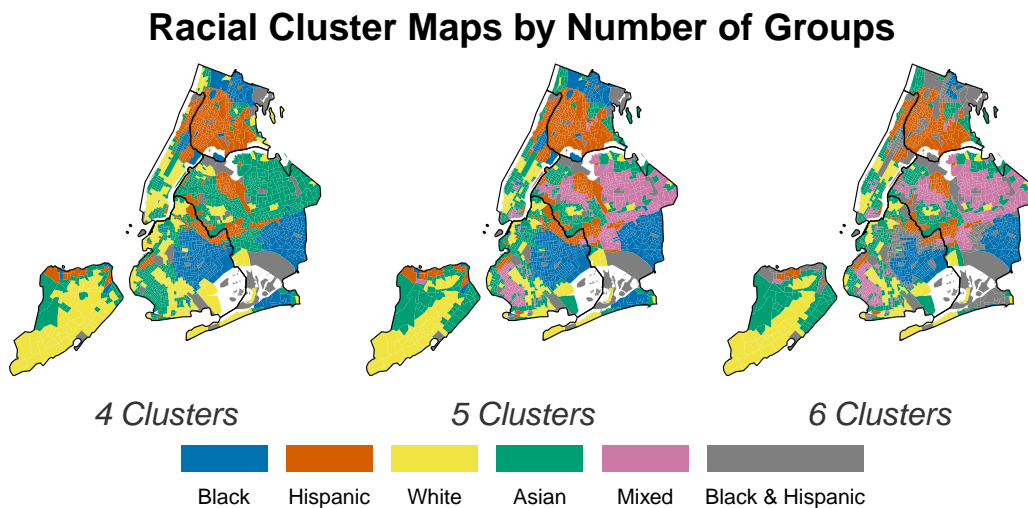 Racial Cluster Maps by Number of Groups
4 Clusters
5 Clusters
6 Clusters
Black
Hispanic
White
Asian
Mixed
Black & Hispanic